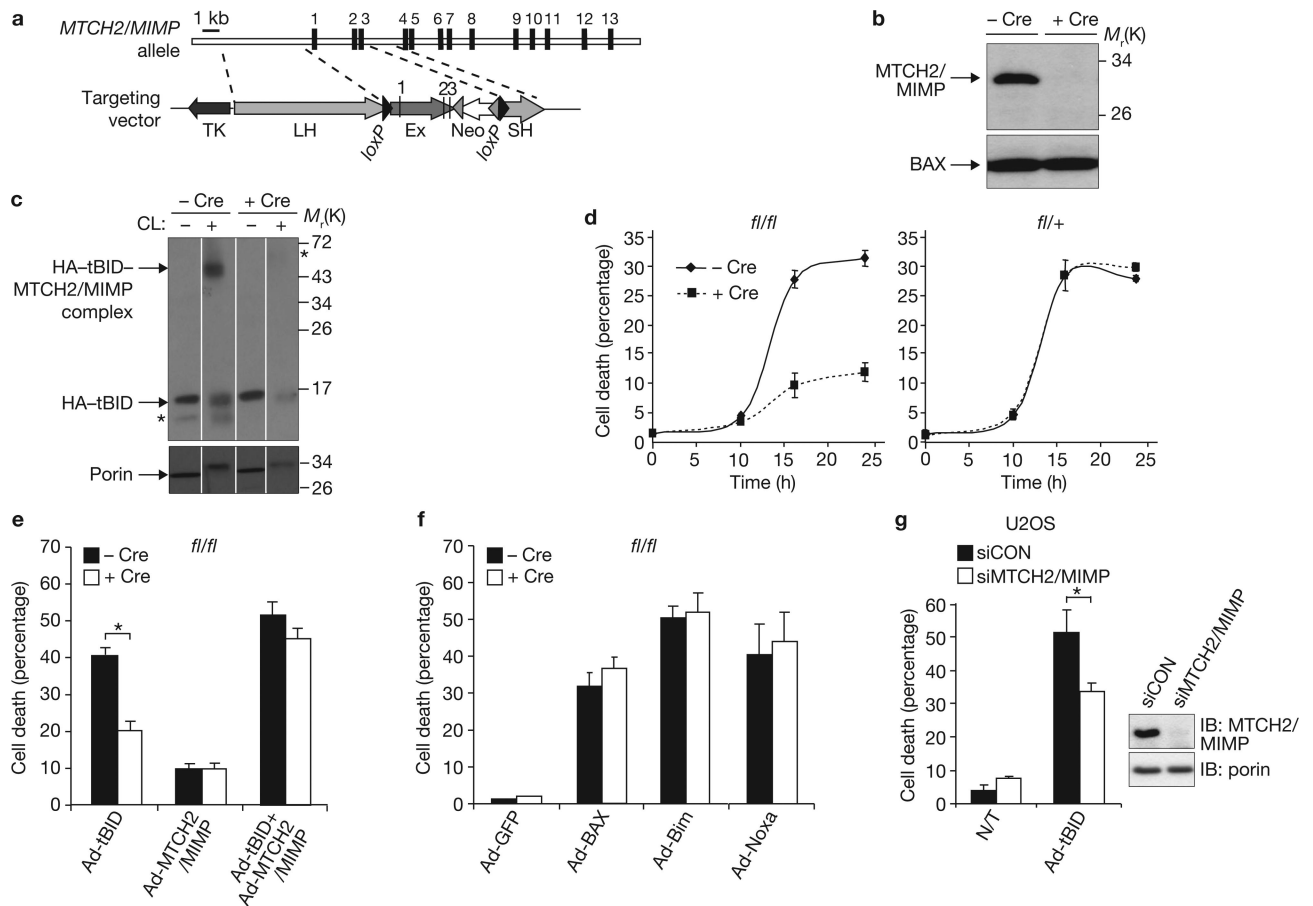 a
1 kb
1 2 3 4 5 6 7 8 9 10 11 12 13
MTCH2/MIMP
allele
Targeting
vector
1 2 3
TK LH loxP Ex Neo loxP SH
b
– Cre + Cre
Mr(K)
MTCH2/
MIMP
34
26
BAX
c
– Cre + Cre
CL: – + – + Mr(K)
HA–tBID–
MTCH2/MIMP
complex
72
*
43
34
26
17
HA–tBID
*
Porin
34
26
d
fl/fl
Cell death (percentage)
35
30
25
20
15
10
5
0
– Cre
+ Cre
0 5 10 15 20 25
Time (h)
fl/+
35
30
25
20
15
10
5
0
0 5 10 15 20 25
Time (h)
e
– Cre
+ Cre
fl/fl
Cell death (percentage)
70
60
50
40
30
20
10
0
*
Ad-tBID
Ad-MTCH2
/MIMP
Ad-tBID+
Ad-MTCH2
/MIMP
f
– Cre
+ Cre
fl/fl
Cell death (percentage)
70
60
50
40
30
20
10
0
Ad-GFP
Ad-BAX
Ad-Bim
Ad-Noxa
g
U2OS
siCON
siMTCH2/MIMP
Cell death (percentage)
60
50
40
30
20
10
0
*
N/T
Ad-tBID
siCON
siMTCH2/MIMP
IB: MTCH2/
MIMP
IB: porin